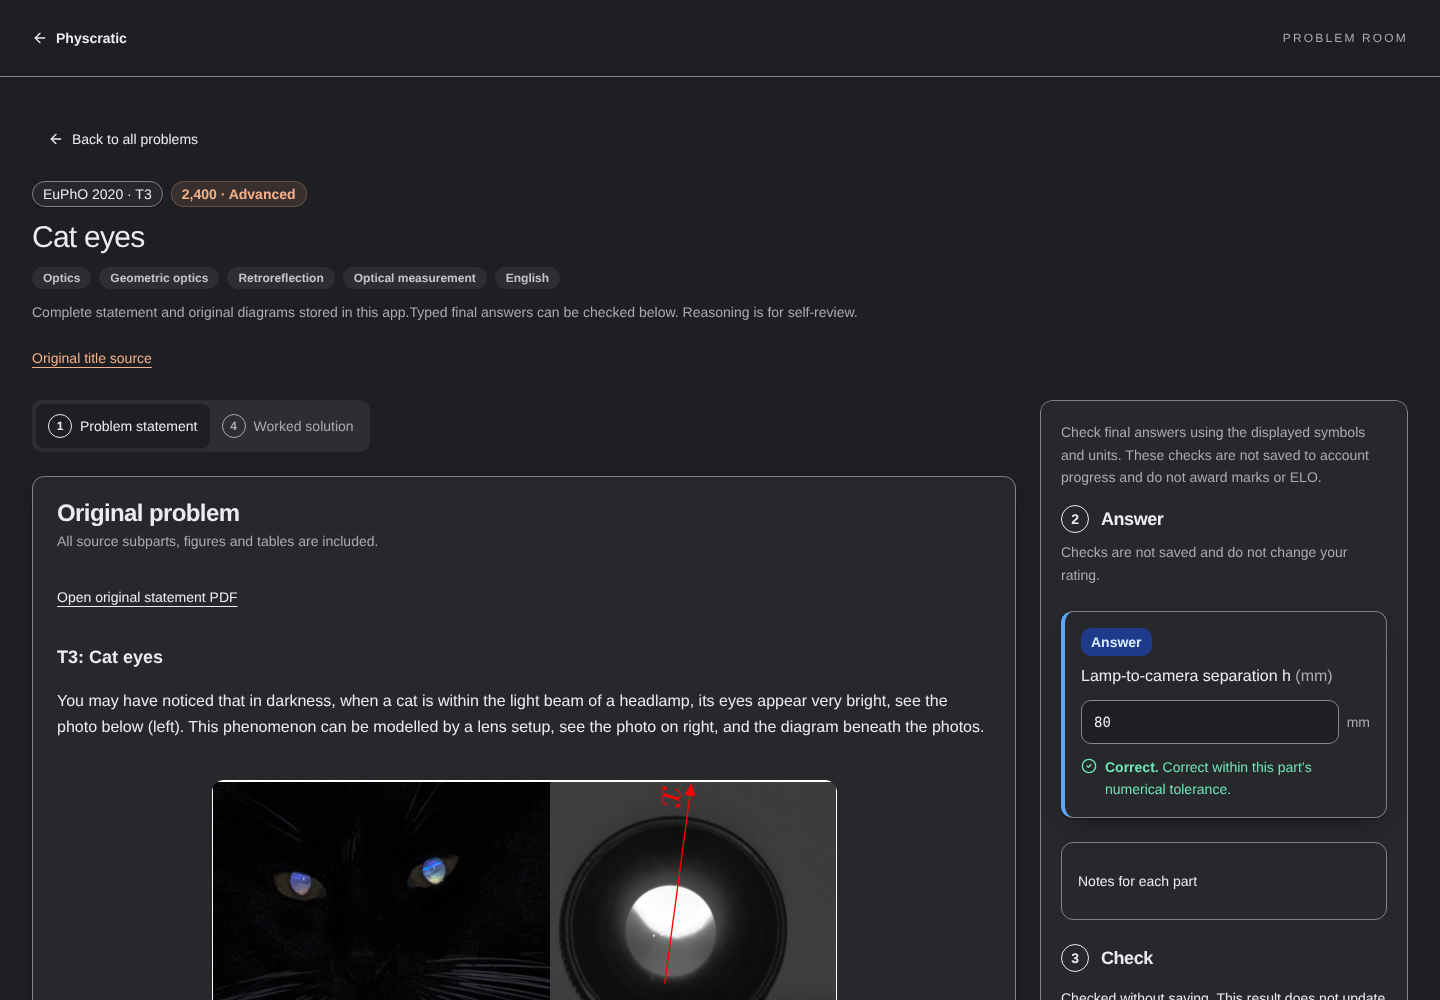 Physcratic
PROBLEM ROOM
Back to all problems
EuPhO 2020 · T3
2,400 · Advanced
Cat eyes
Optics
Geometric optics
Retroreflection
Optical measurement
English
Complete statement and original diagrams stored in this app.Typed final answers can be checked below. Reasoning is for self-review.
Original title source
1 Problem statement
4 Worked solution
Original problem
All source subparts, figures and tables are included.
Open original statement PDF
T3: Cat eyes
You may have noticed that in darkness, when a cat is within the light beam of a headlamp, its eyes appear very bright, see the
photo below (left). This phenomenon can be modelled by a lens setup, see the photo on right, and the diagram beneath the photos.
x
Check final answers using the displayed symbols
and units. These checks are not saved to account
progress and do not award marks or ELO.
2 Answer
Checks are not saved and do not change your
rating.
Answer
Lamp-to-camera separation h (mm)
80 mm
Correct. Correct within this part's
numerical tolerance.
Notes for each part
3 Check
Checked without saving. This result does not update